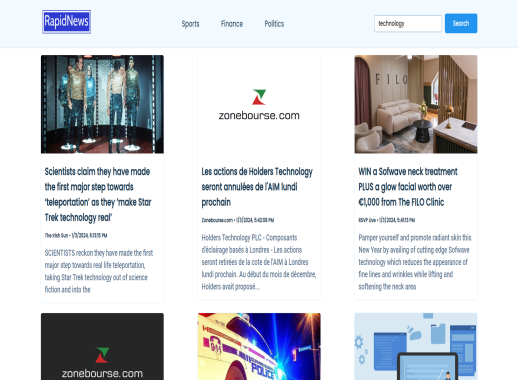 RapidNews
Sports Finance Politics
technology
Search
FILO
zonebourse.com
Scientists claim they have made
the first major step towards
'teleportation' as they 'make Star
Trek technology real'
The Irish Sun • 1/3/2024, 6:13:15 PM
SCIENTISTS reckon they have made the first
major step towards real life teleportation,
taking Star Trek technology out of science
fiction and into the
Les actions de Holders Technology
seront annulées de l'AIM lundi
prochain
Zonebourse.com • 1/3/2024, 5:42:08 PM
Holders Technology PLC - Composants
d'éclairage basés à Londres - Les actions
seront retirées de la cote de l'AIM à Londres
lundi prochain. Au début du mois de décembre,
Holders avait proposé...
WIN a Sofwave neck treatment
PLUS a glow facial worth over
€1,000 from The FILO Clinic
RSVP Live • 1/3/2024, 5:41:13 PM
Pamper yourself and promote radiant skin this
New Year by availing of cutting edge Sofwave
technology which reduces the appearance of
fine lines and wrinkles while lifting and
softening the neck area
zonebourse.com
911
POLICE